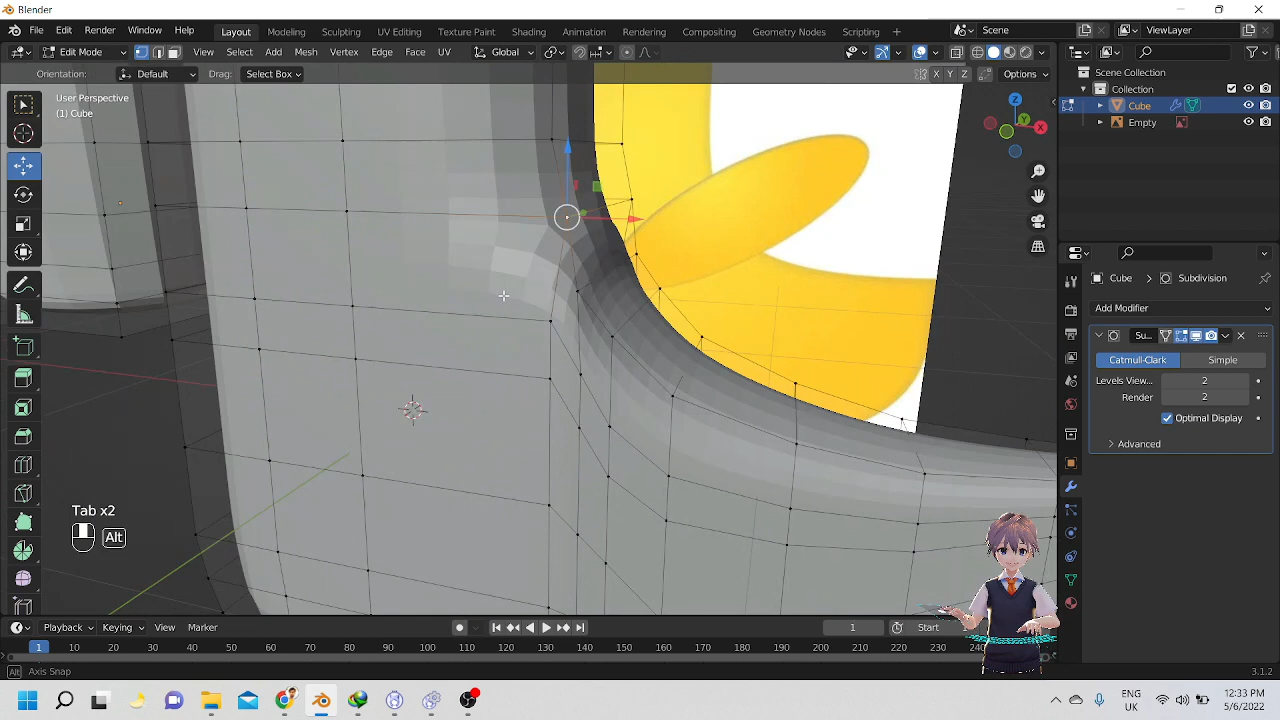 Blender
File Edit Render Window Help
Layout Modeling Sculpting UV Editing Texture Paint Shading Animation Rendering Compositing Geometry Nodes Scripting +
Scene ViewLayer
Edit Mode View Select Add Mesh Vertex Edge Face UV Global
Orientation: Default Drag: Select Box X Y Z Options
Scene Collection
Collection
Cube
Empty
User Perspective
(1) Cube
Z
Y
X
Cube Subdivision
Add Modifier
Su...
Catmull-Clark Simple
Levels View... 2
Render 2
Optimal Display
Advanced
Tab x2
Alt
Playback Keying View Marker 1 Start
1 10 20 30 40 50 60 70 80 90 100 110 120 130 140 150 160 170 180 190 200 210 220 230 240
Alt Axis Snap 3.1.2
ENG
UK
12:33 PM
5/6/2022